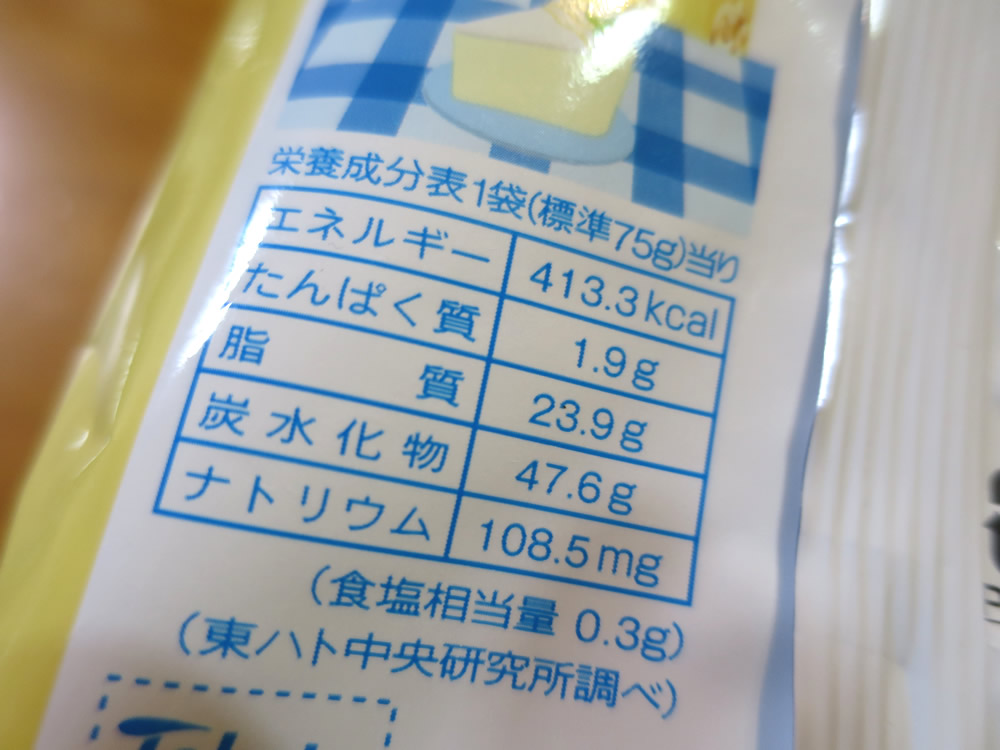 栄養成分表1袋(標準75g)当り
エネルギー 413.3kcal
たんぱく質 1.9g
脂質 23.9g
炭水化物 47.6g
ナトリウム 108.5mg
(食塩相当量 0.3g)
(東ハト中央研究所調べ)